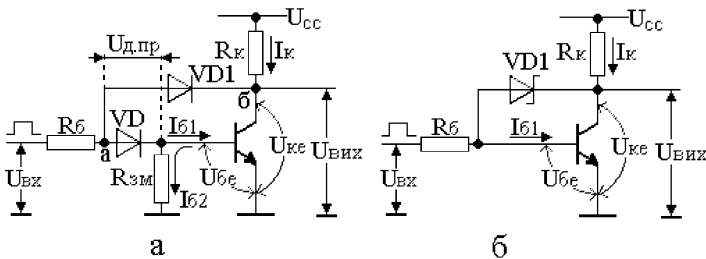 Ucc
Rк
Iк
Uд.пр
VD1
б
Rб
VD
а
Iб1
Uвх
Rзм
Iб2
Uбе
Uке
Uвих
а
Ucc
Rк
Iк
VD1
Rб
Iб1
Uвх
Uбе
Uке
Uвих
б